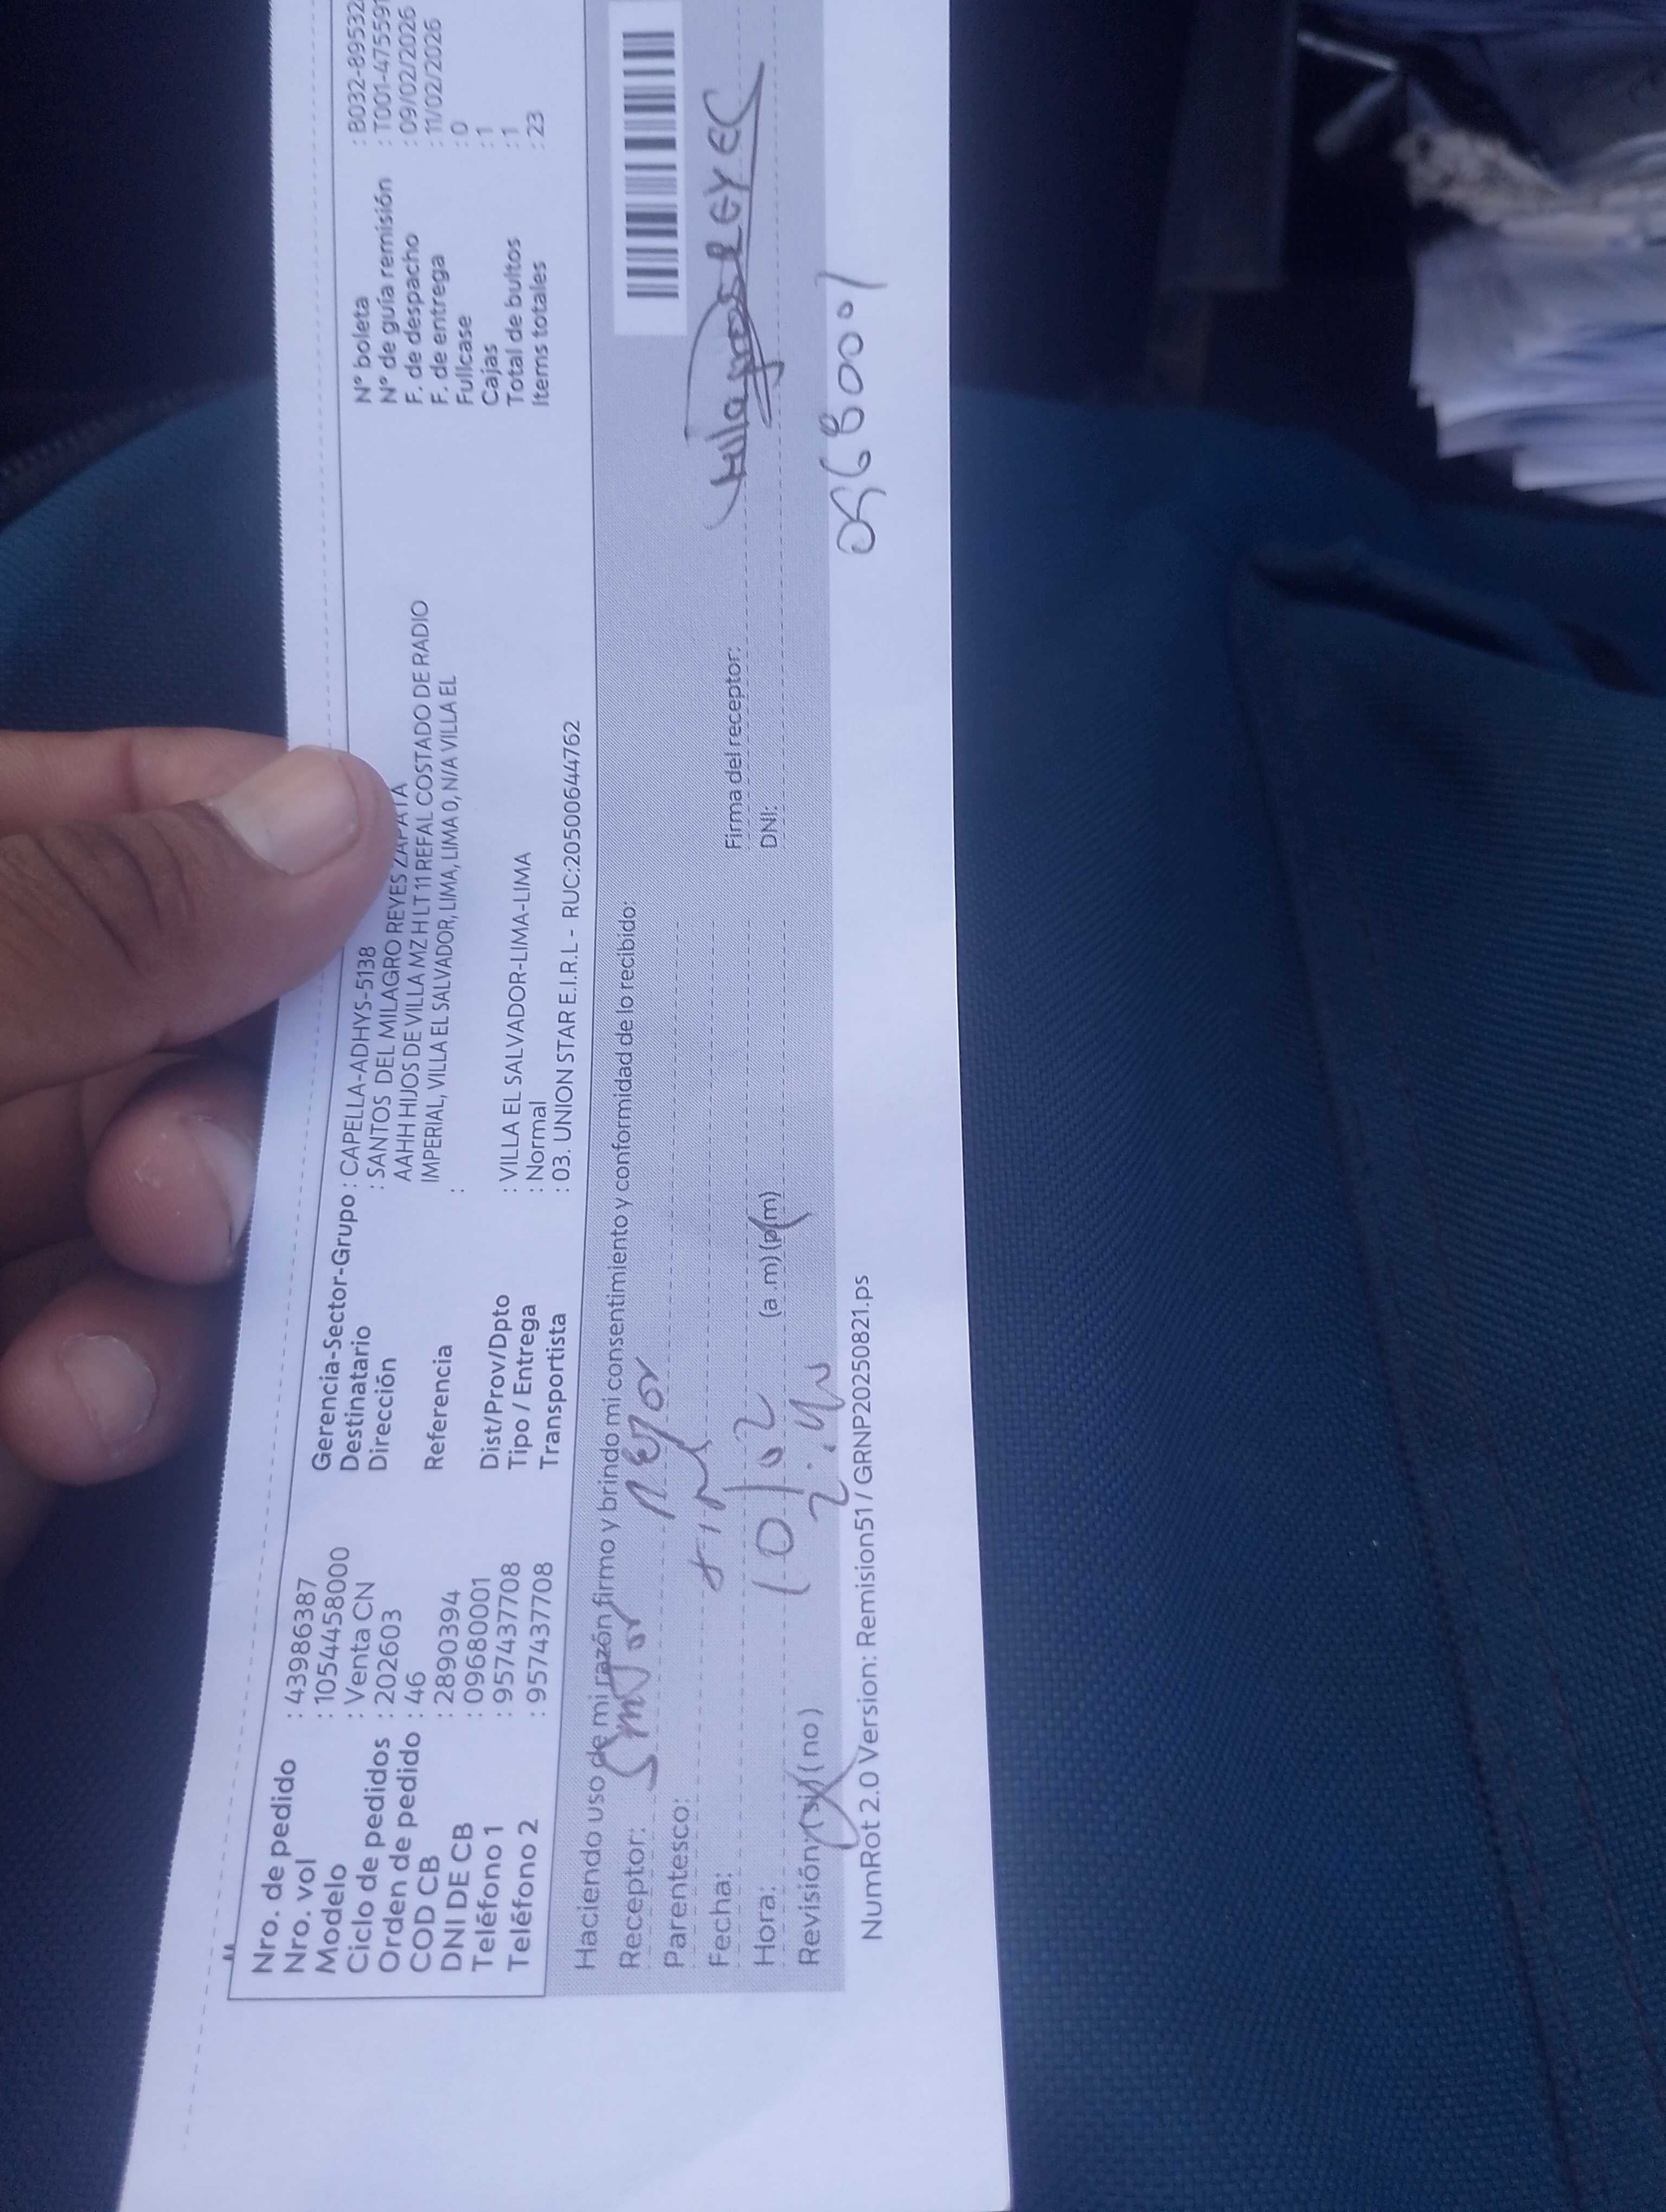 Nro. de pedido : 43986387
Nro. vol : 10544458000
Modelo : Venta CN
Ciclo de pedidos : 202603
Orden de pedido : 46
COD CB : 2890394
DNI DE CB : 09680001
Teléfono 1 : 957437708
Teléfono 2 : 957437708
Gerencia-Sector-Grupo : CAPELLA-ADHYS-5138
Destinatario : SANTOS DEL MILAGRO REYES ZAPATA
Dirección AAHH HIJOS DE VILLA MZ H LT 11 REFAL COSTADO DE RADIO
IMPERIAL, VILLA EL SALVADOR, LIMA, LIMA 0, N/A VILLA EL
Referencia :
Dist/Prov/Dpto : VILLA EL SALVADOR-LIMA-LIMA
Tipo / Entrega : Normal
Transportista : 03. UNION STAR E.I.R.L - RUC:20500644762
N° boleta : B032-89532
N° de guía remisión : T001-47559
F. de despacho : 09/02/2026
F. de entrega : 11/02/2026
Fullcase : 0
Cajas : 1
Total de bultos : 1
Items totales : 23
Haciendo uso de mi razón firmo y brindo mi consentimiento y conformidad de lo recibido:
Receptor:
Parentesco:
Fecha: 10/02
Hora: (a.m) (p.m)
Revisión: (si) (no)
Firma del receptor:
DNI:
NumRot 2.0 Version: Remision51 / GRNP20250821.ps